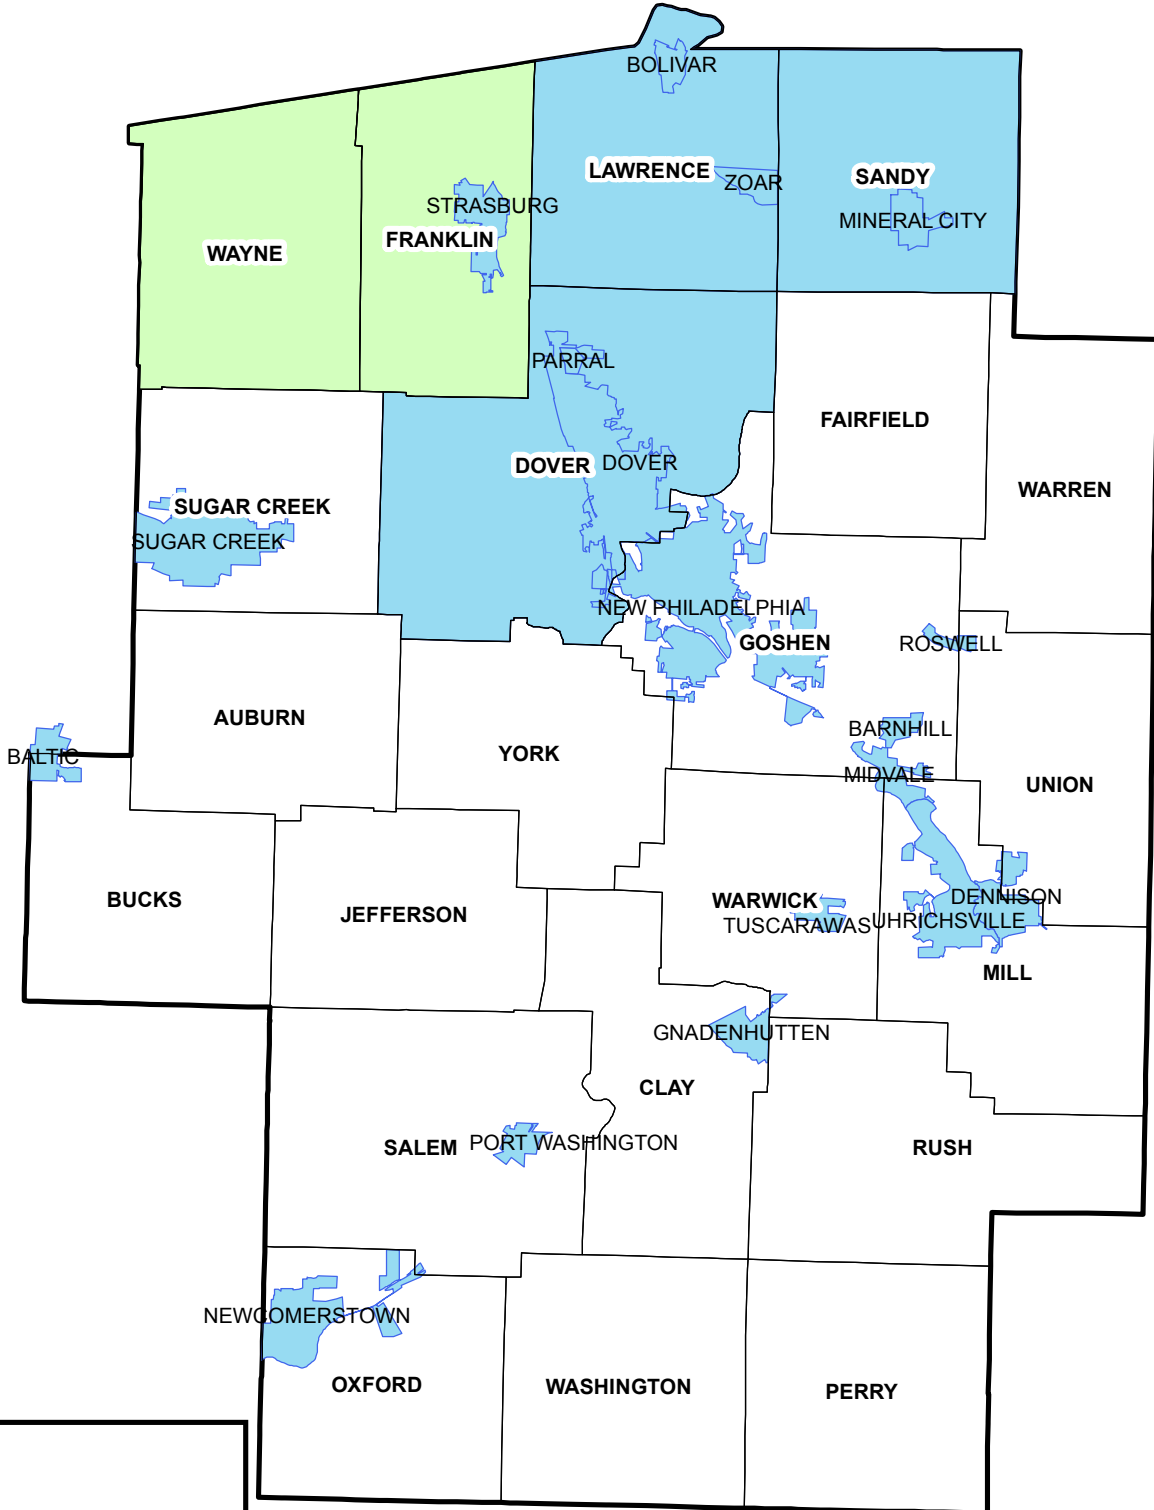 BOLIVAR
LAWRENCE
ZOAR
SANDY
MINERAL CITY
STRASBURG
FRANKLIN
WAYNE
PARRAL
FAIRFIELD
DOVER
DOVER
WARREN
SUGAR CREEK
SUGAR CREEK
NEW PHILADELPHIA
GOSHEN
ROSWELL
AUBURN
BARNHILL
BALTIC
YORK
MIDVALE
UNION
BUCKS
JEFFERSON
WARWICK
DENNISON
TUSCARAWAS
UHRICHSVILLE
MILL
GNADENHUTTEN
CLAY
SALEM
PORT WASHINGTON
RUSH
NEWCOMERSTOWN
OXFORD
WASHINGTON
PERRY